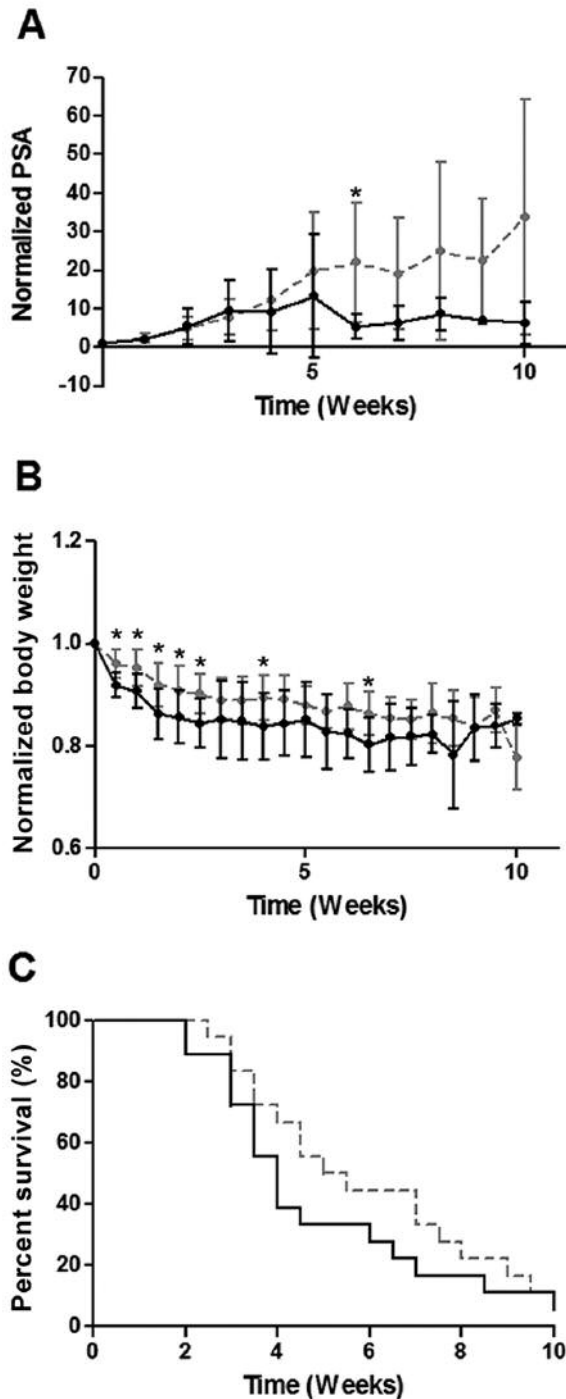 A
Normalized PSA
70
60
50
40
30
20
10
0
-10
*
5
10
Time (Weeks)
B
Normalized body weight
1.2
1.0
0.8
0.6
* * * * * * *
0
5
10
Time (Weeks)
C
Percent survival (%)
100
80
60
40
20
0
0 2 4 6 8 10
Time (Weeks)